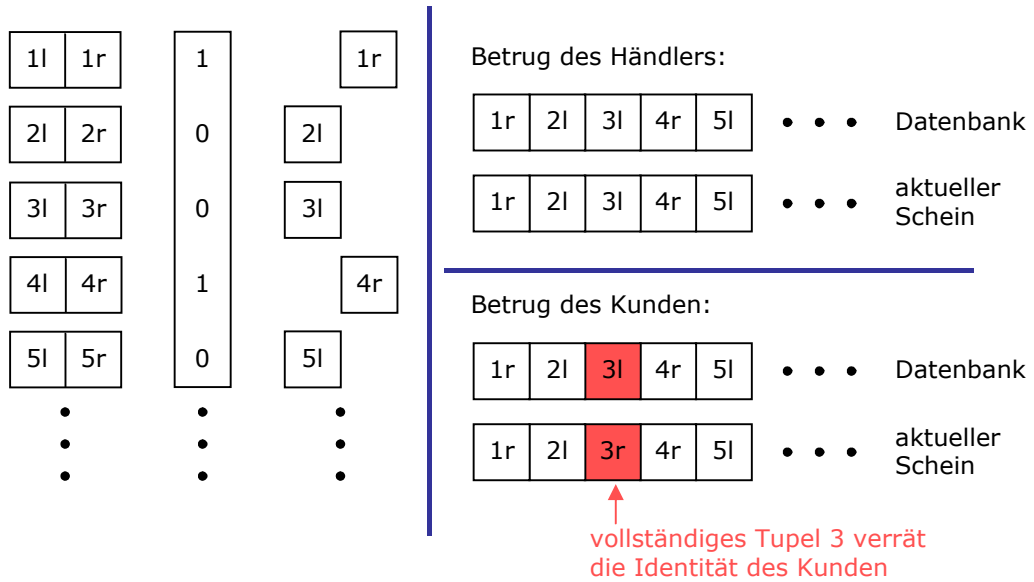 1l 1r 1 1r
2l 2r 0 2l
3l 3r 0 3l
4l 4r 1 4r
5l 5r 0 5l
Betrug des Händlers:
1r 2l 3l 4r 5l Datenbank
1r 2l 3l 4r 5l aktueller
Schein
Betrug des Kunden:
1r 2l 3l 4r 5l Datenbank
1r 2l 3r 4r 5l aktueller
Schein
vollständiges Tupel 3 verrät
die Identität des Kunden